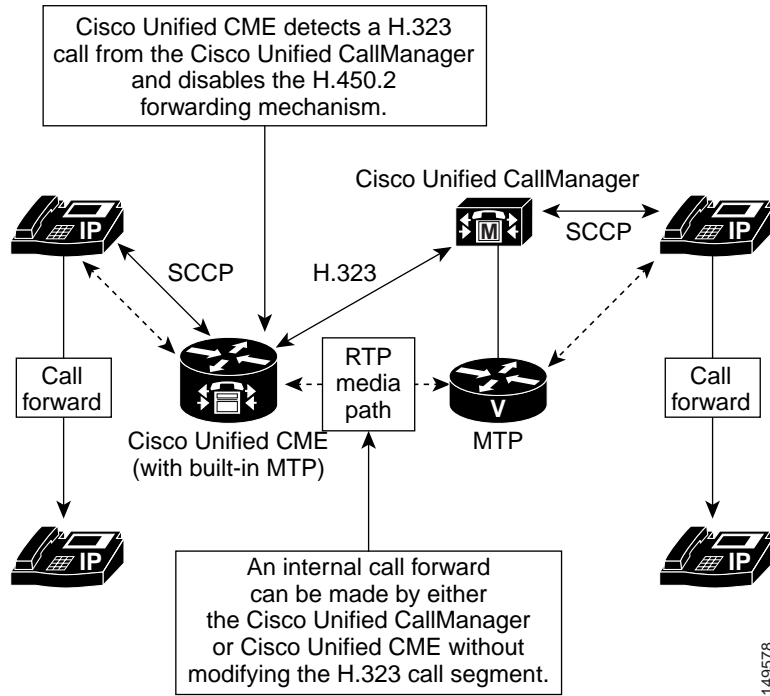 Cisco Unified CME detects a H.323
call from the Cisco Unified CallManager
and disables the H.450.2
forwarding mechanism.
Cisco Unified CallManager
IP
M
SCCP
IP
SCCP
H.323
Call
forward
RTP
media
path
Call
forward
V
Cisco Unified CME
(with built-in MTP)
MTP
IP
IP
An internal call forward
can be made by either
the Cisco Unified CallManager
or Cisco Unified CME without
modifying the H.323 call segment.
149578